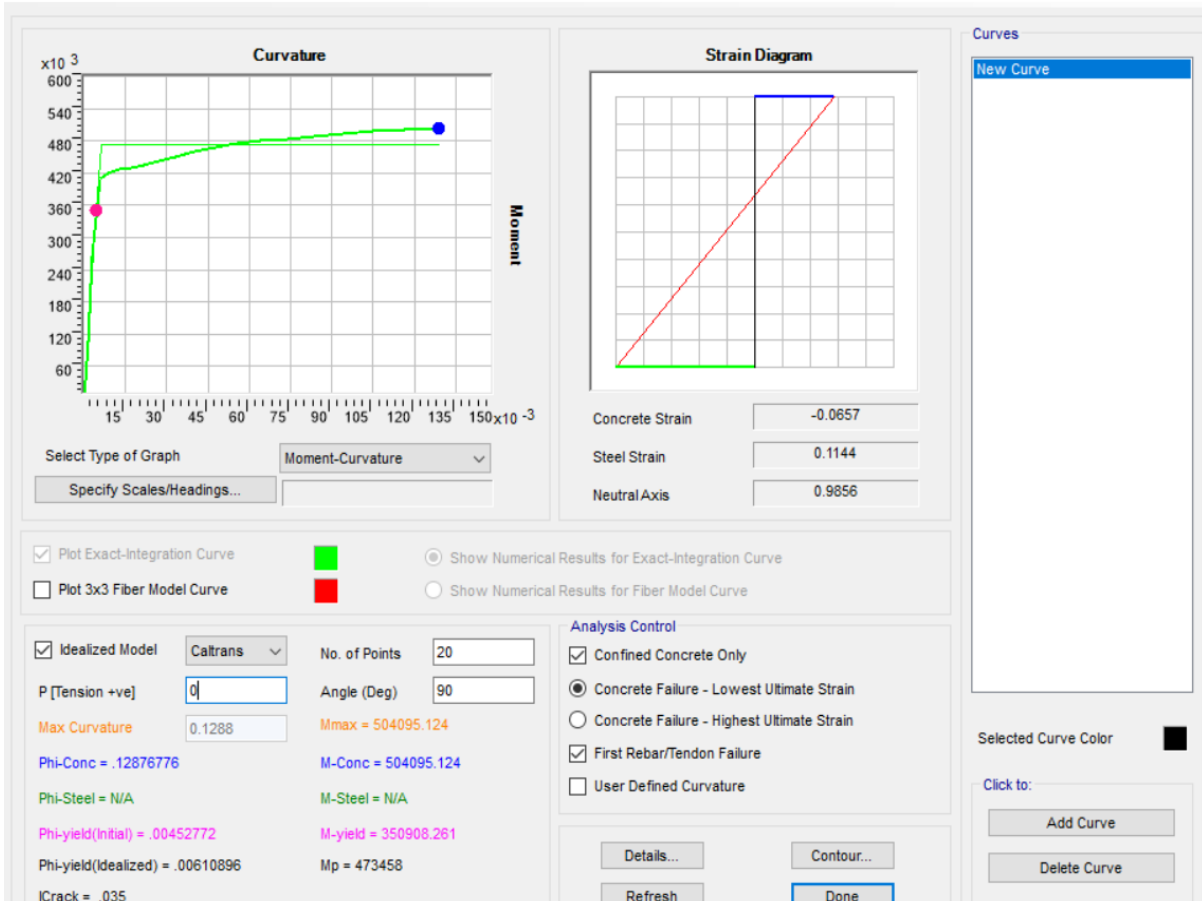 Curvature
x10 3
600
540
480
420
360
300
240
180
120
60
15 30 45 60 75 90 105 120 135 150 x10 -3
Moment
Select Type of Graph Moment-Curvature
Specify Scales/Headings...
Strain Diagram
Concrete Strain -0.0657
Steel Strain 0.1144
Neutral Axis 0.9856
Curves
New Curve
Plot Exact-Integration Curve Show Numerical Results for Exact-Integration Curve
Plot 3x3 Fiber Model Curve Show Numerical Results for Fiber Model Curve
Idealized Model Caltrans No. of Points 20
P [Tension +ve] 0 Angle (Deg) 90
Max Curvature 0.1288 Mmax = 504095.124
Phi-Conc = .12876776 M-Conc = 504095.124
Phi-Steel = N/A M-Steel = N/A
Phi-yield(Initial) = .00452772 M-yield = 350908.261
Phi-yield(Idealized) = .00610896 Mp = 473458
ICrack = .035
Analysis Control
Confined Concrete Only
Concrete Failure - Lowest Ultimate Strain
Concrete Failure - Highest Ultimate Strain
First Rebar/Tendon Failure
User Defined Curvature
Details... Contour...
Refresh Done
Selected Curve Color
Click to:
Add Curve
Delete Curve